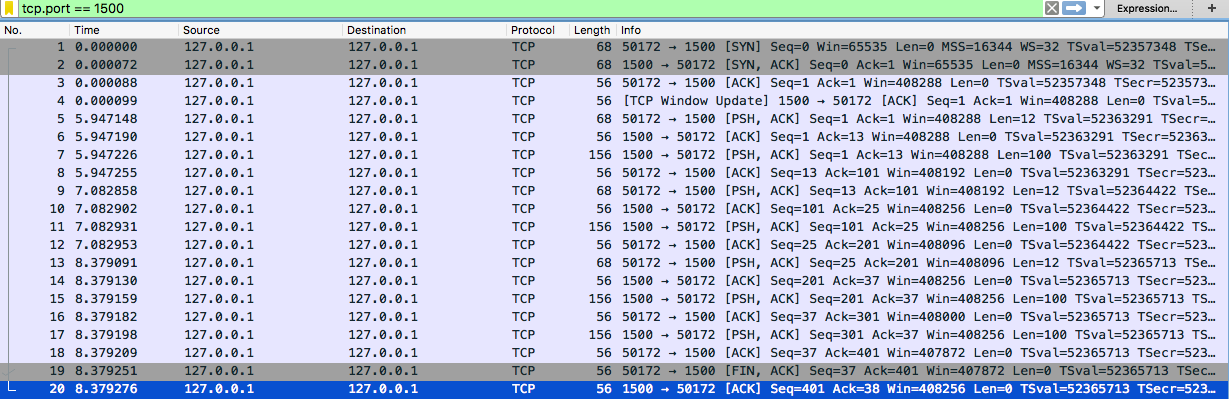 tcp.port == 1500 Expression... +
No. Time Source Destination Protocol Length Info
1 0.000000 127.0.0.1 127.0.0.1 TCP 68 50172 → 1500 [SYN] Seq=0 Win=65535 Len=0 MSS=16344 WS=32 TSval=52357348 TSe…
2 0.000072 127.0.0.1 127.0.0.1 TCP 68 1500 → 50172 [SYN, ACK] Seq=0 Ack=1 Win=65535 Len=0 MSS=16344 WS=32 TSval=5…
3 0.000088 127.0.0.1 127.0.0.1 TCP 56 50172 → 1500 [ACK] Seq=1 Ack=1 Win=408288 Len=0 TSval=52357348 TSecr=523573…
4 0.000099 127.0.0.1 127.0.0.1 TCP 56 [TCP Window Update] 1500 → 50172 [ACK] Seq=1 Ack=1 Win=408288 Len=0 TSval=5…
5 5.947148 127.0.0.1 127.0.0.1 TCP 68 50172 → 1500 [PSH, ACK] Seq=1 Ack=1 Win=408288 Len=12 TSval=52363291 TSecr=…
6 5.947190 127.0.0.1 127.0.0.1 TCP 56 1500 → 50172 [ACK] Seq=1 Ack=13 Win=408288 Len=0 TSval=52363291 TSecr=52363…
7 5.947226 127.0.0.1 127.0.0.1 TCP 156 1500 → 50172 [PSH, ACK] Seq=1 Ack=13 Win=408288 Len=100 TSval=52363291 TSec…
8 5.947255 127.0.0.1 127.0.0.1 TCP 56 50172 → 1500 [ACK] Seq=13 Ack=101 Win=408192 Len=0 TSval=52363291 TSecr=523…
9 7.082858 127.0.0.1 127.0.0.1 TCP 68 50172 → 1500 [PSH, ACK] Seq=13 Ack=101 Win=408192 Len=12 TSval=52364422 TSe…
10 7.082902 127.0.0.1 127.0.0.1 TCP 56 1500 → 50172 [ACK] Seq=101 Ack=25 Win=408256 Len=0 TSval=52364422 TSecr=523…
11 7.082931 127.0.0.1 127.0.0.1 TCP 156 1500 → 50172 [PSH, ACK] Seq=101 Ack=25 Win=408256 Len=100 TSval=52364422 TS…
12 7.082953 127.0.0.1 127.0.0.1 TCP 56 50172 → 1500 [ACK] Seq=25 Ack=201 Win=408096 Len=0 TSval=52364422 TSecr=523…
13 8.379091 127.0.0.1 127.0.0.1 TCP 68 50172 → 1500 [PSH, ACK] Seq=25 Ack=201 Win=408096 Len=12 TSval=52365713 TSe…
14 8.379130 127.0.0.1 127.0.0.1 TCP 56 1500 → 50172 [ACK] Seq=201 Ack=37 Win=408256 Len=0 TSval=52365713 TSecr=523…
15 8.379159 127.0.0.1 127.0.0.1 TCP 156 1500 → 50172 [PSH, ACK] Seq=201 Ack=37 Win=408256 Len=100 TSval=52365713 TS…
16 8.379182 127.0.0.1 127.0.0.1 TCP 56 50172 → 1500 [ACK] Seq=37 Ack=301 Win=408000 Len=0 TSval=52365713 TSecr=523…
17 8.379198 127.0.0.1 127.0.0.1 TCP 156 1500 → 50172 [PSH, ACK] Seq=301 Ack=37 Win=408256 Len=100 TSval=52365713 TS…
18 8.379209 127.0.0.1 127.0.0.1 TCP 56 50172 → 1500 [ACK] Seq=37 Ack=401 Win=407872 Len=0 TSval=52365713 TSecr=523…
19 8.379251 127.0.0.1 127.0.0.1 TCP 56 50172 → 1500 [FIN, ACK] Seq=37 Ack=401 Win=407872 Len=0 TSval=52365713 TSe…
20 8.379276 127.0.0.1 127.0.0.1 TCP 56 1500 → 50172 [ACK] Seq=401 Ack=38 Win=408256 Len=0 TSval=52365713 TSecr=523…